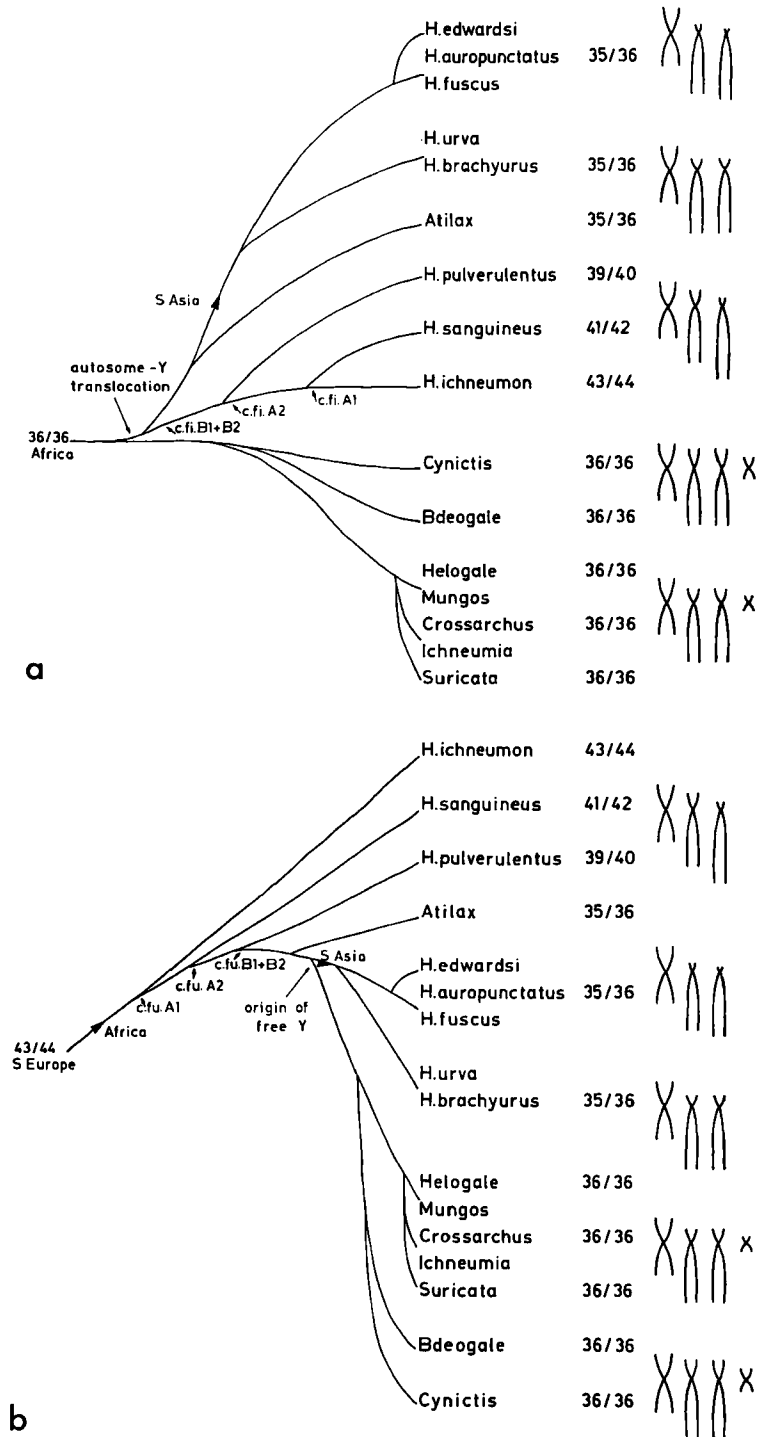 H.edwardsi
H.auropunctatus 35/36
H.fuscus
H.urva
H.brachyurus 35/36
Atilax 35/36
H.pulverulentus 39/40
S Asia
H.sanguineus 41/42
autosome -Y
translocation
H.ichneumon 43/44
c.fi. A1
c.fi. A2
c.fi. B1+B2
36/36
Africa
Cynictis 36/36
Bdeogale 36/36
Helogale 36/36
Mungos
Crossarchus 36/36
Ichneumia
Suricata 36/36
a
H.ichneumon 43/44
H.sanguineus 41/42
H.pulverulentus 39/40
Atilax 35/36
c.fu. B1+B2
S Asia
c.fu. A2
c.fu. A1
H.edwardsi
H.auropunctatus 35/36
H.fuscus
origin of
free Y
Africa
43/44
S Europe
H.urva
H.brachyurus 35/36
Helogale 36/36
Mungos
Crossarchus 36/36
Ichneumia
Suricata 36/36
Bdeogale 36/36
Cynictis 36/36
b